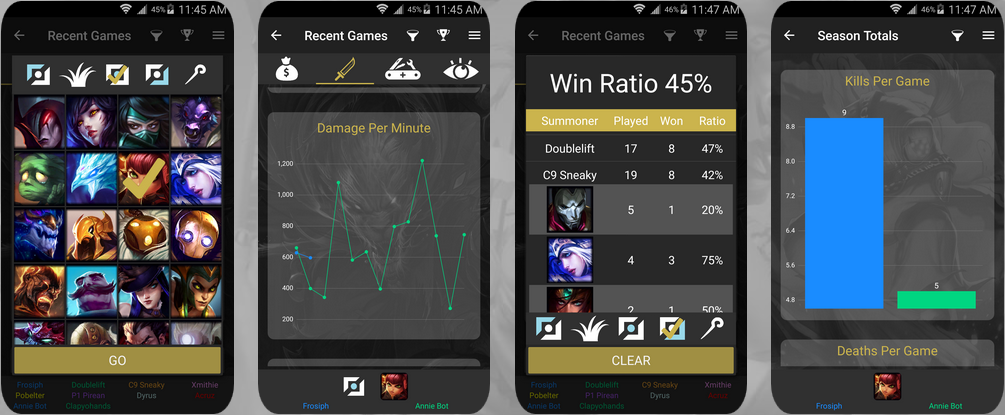 45% 11:45 AM
Recent Games
GO
Frosiph Doublelift C9 Sneaky Xmithie
Pobelter P1 Pirean Dyrus
Annie Bot Clapyohands
45% 11:45 AM
Recent Games
$
Damage Per Minute
1,200
1,000
800
600
400
200
Frosiph Annie Bot
46% 11:47 AM
Recent Games
Win Ratio 45%
Summoner Played Won Ratio
Doublelift 17 8 47%
C9 Sneaky 19 8 42%
5 1 20%
4 3 75%
2 1 50%
CLEAR
Frosiph Doublelift C9 Sneaky Xmithie
Pobelter P1 Pirean Dyrus
Annie Bot Clapyohands
46% 11:47 AM
Season Totals
Kills Per Game
9
8.8
8.0
7.2
6.4
5.6
5
4.8
Deaths Per Game
Frosiph Annie Bot